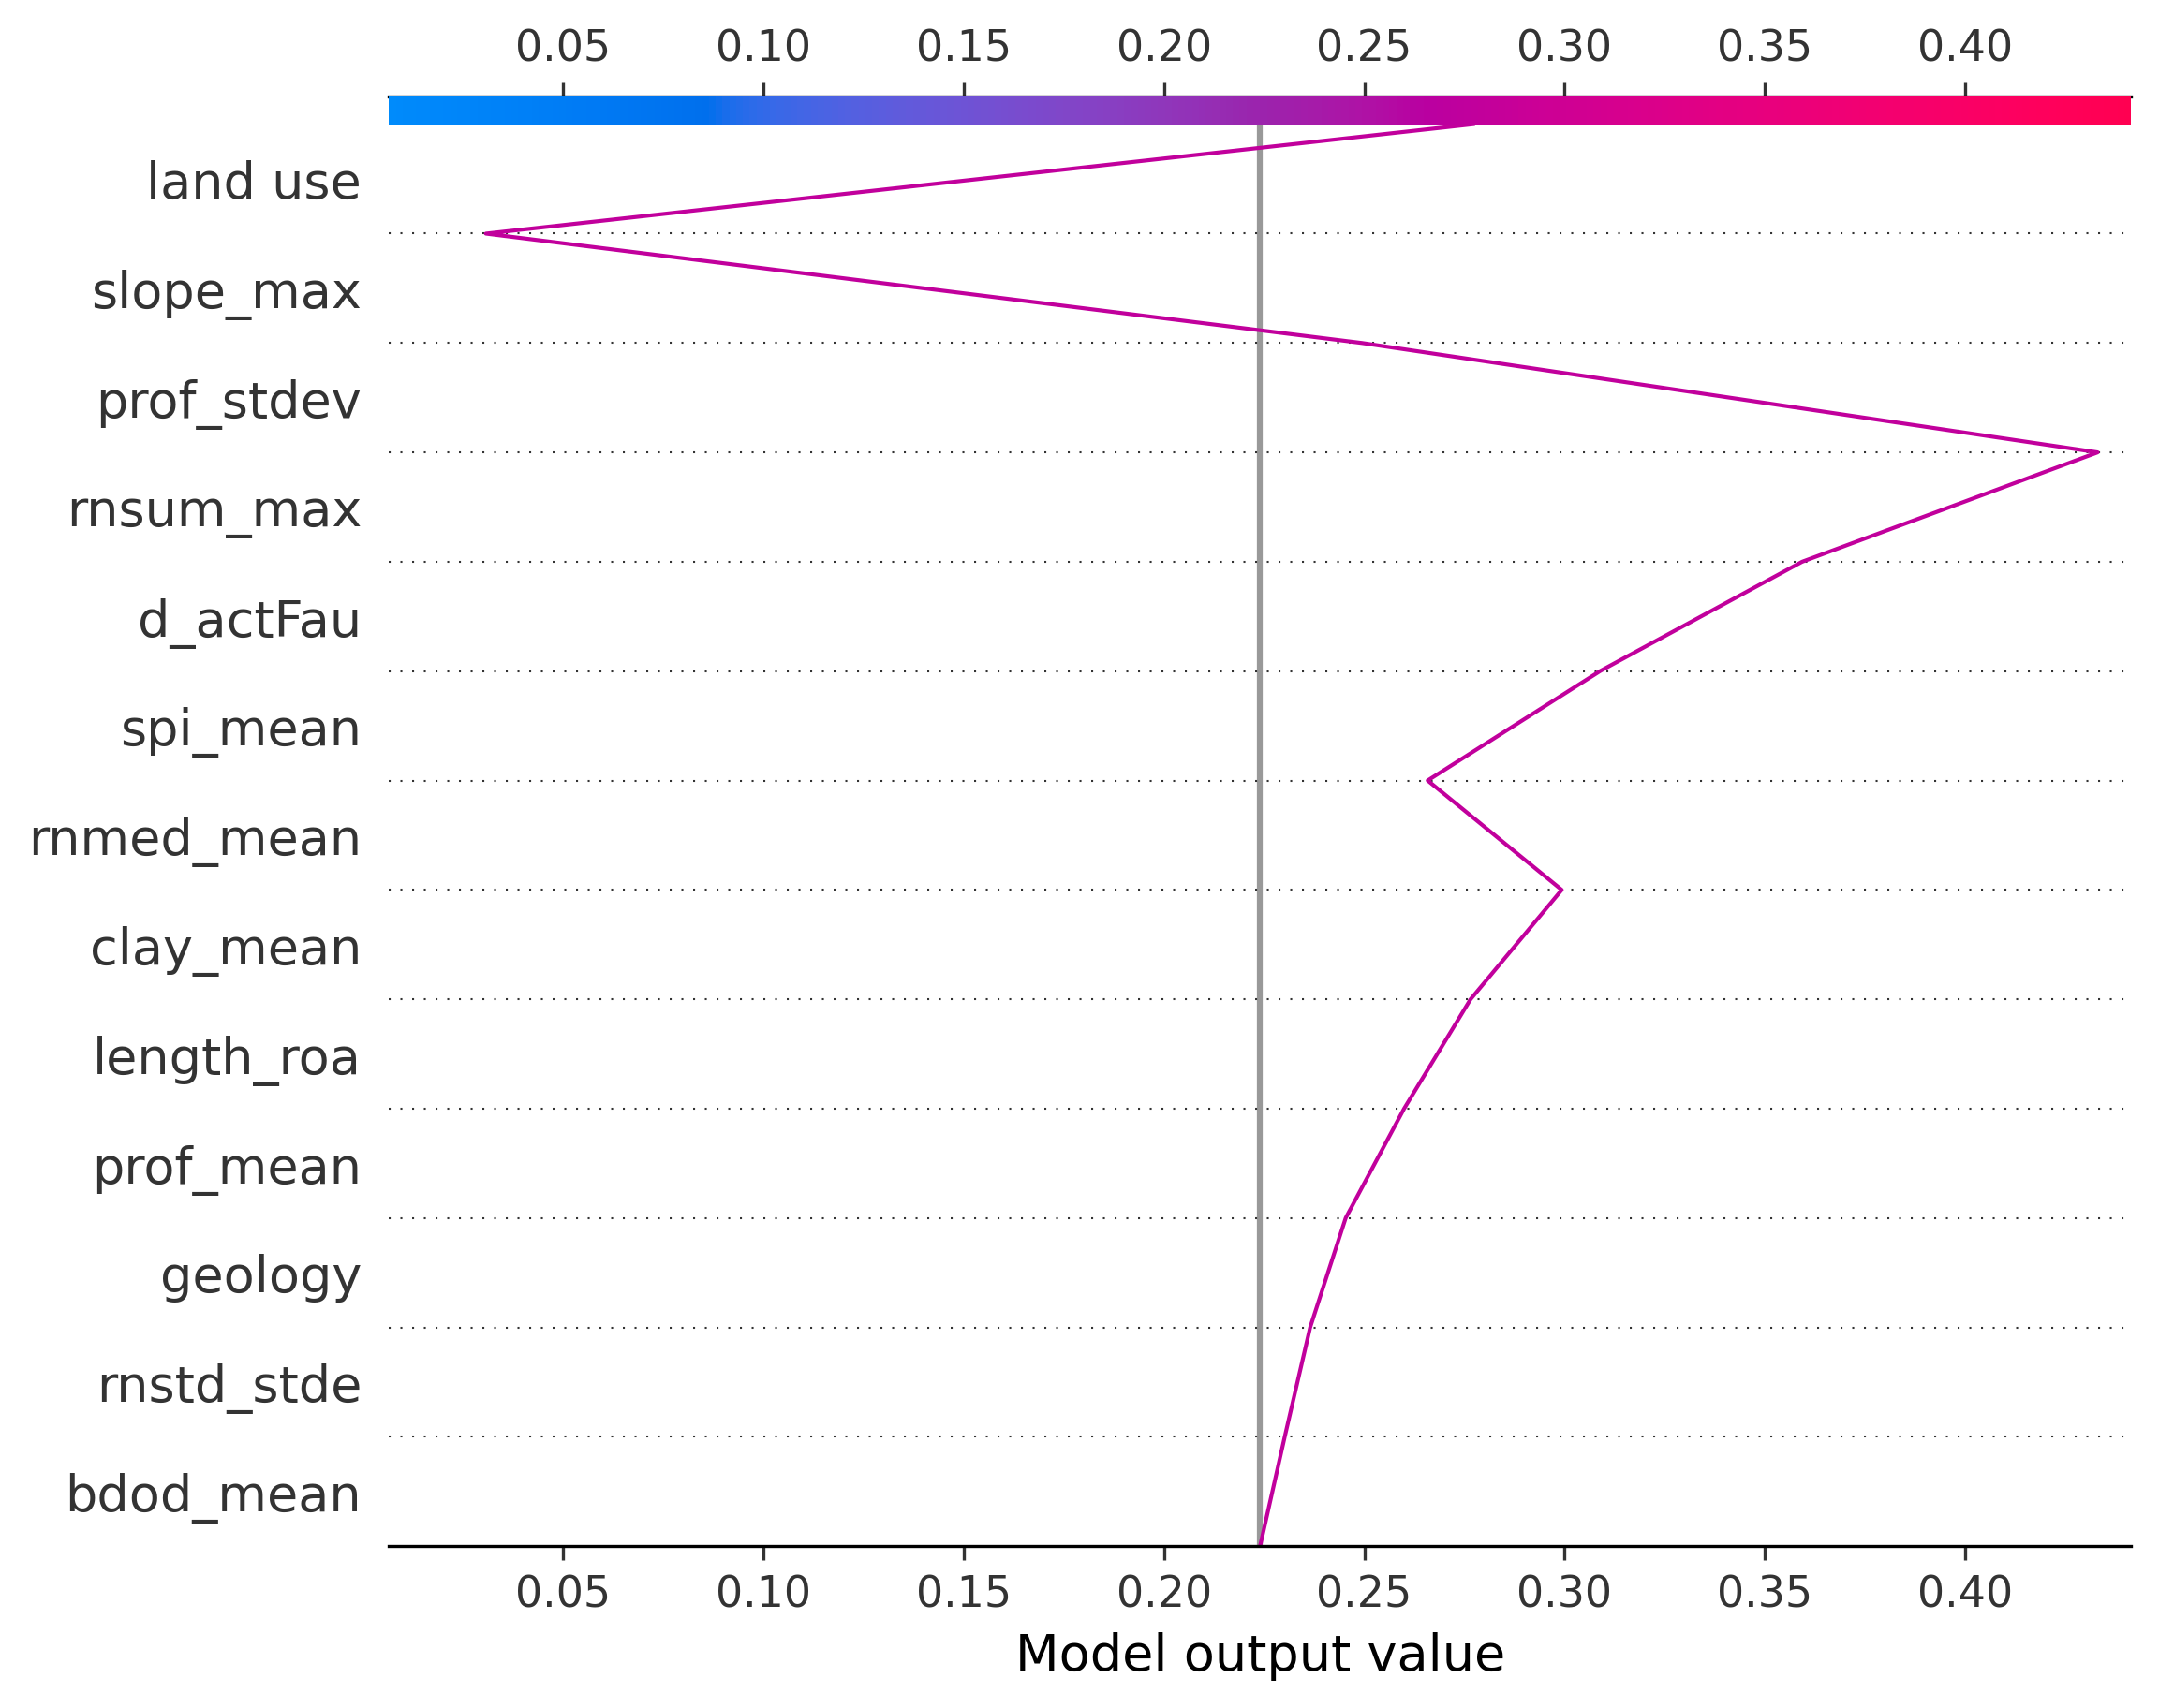 0.05 0.10 0.15 0.20 0.25 0.30 0.35 0.40
land use
slope_max
prof_stdev
rnsum_max
d_actFau
spi_mean
rnmed_mean
clay_mean
length_roa
prof_mean
geology
rnstd_stde
bdod_mean
0.05 0.10 0.15 0.20 0.25 0.30 0.35 0.40
Model output value